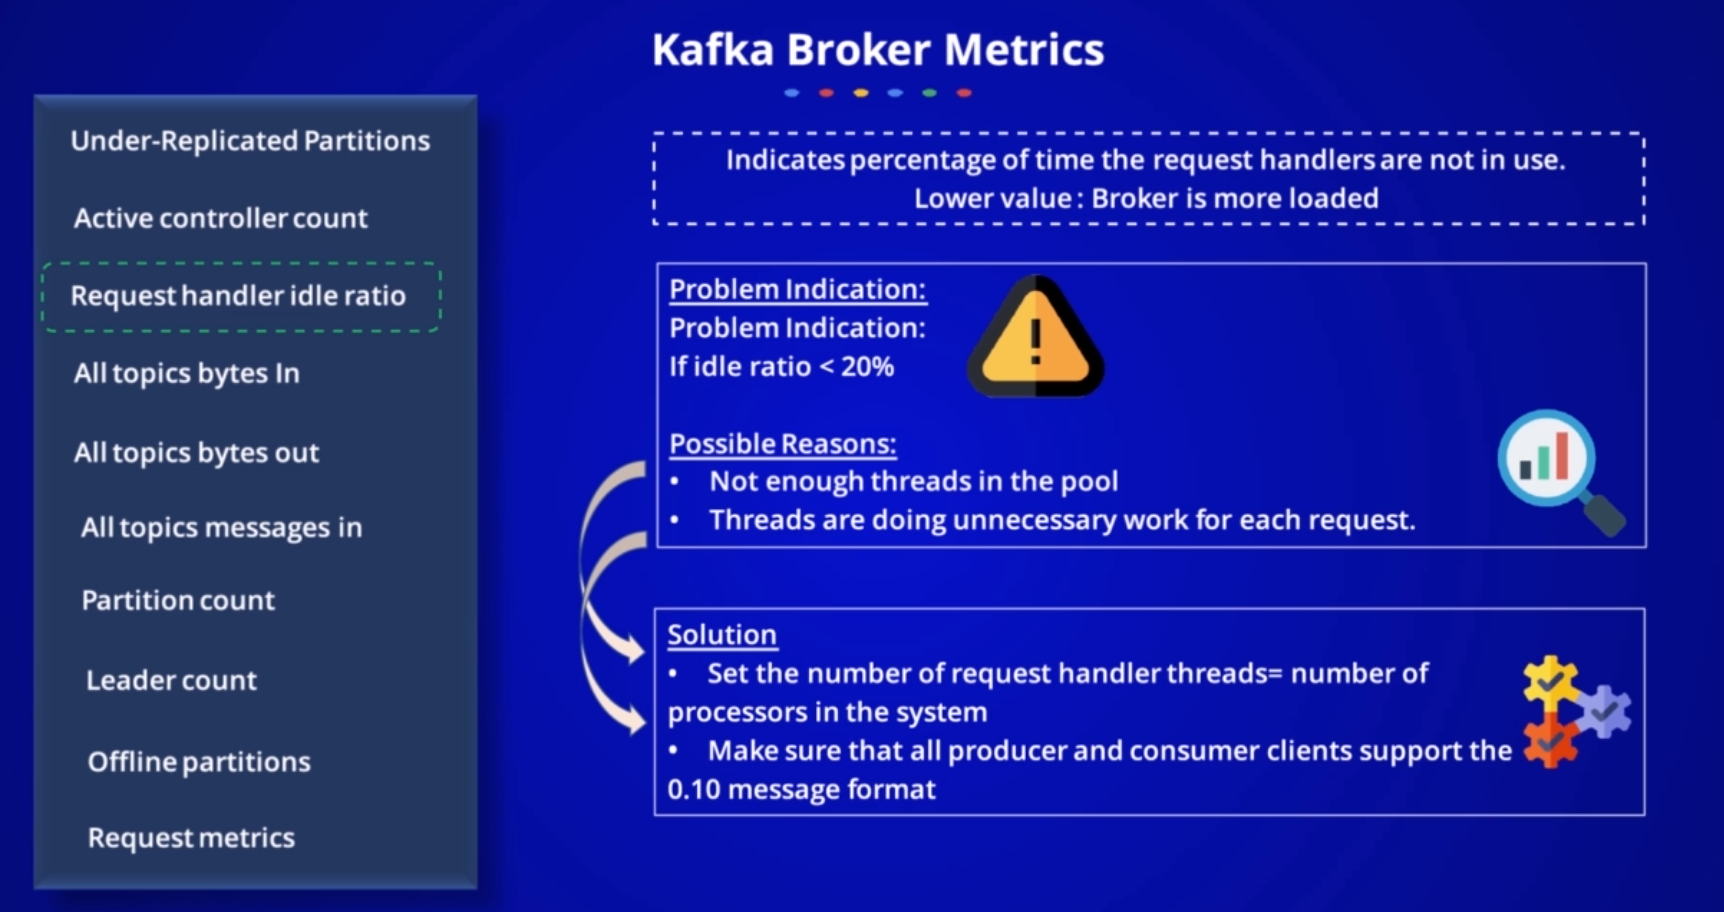 Kafka Broker Metrics
Under-Replicated Partitions
Active controller count
Request handler idle ratio
All topics bytes In
All topics bytes out
All topics messages in
Partition count
Leader count
Offline partitions
Request metrics
Indicates percentage of time the request handlers are not in use.
Lower value : Broker is more loaded
Problem Indication:
Problem Indication:
If idle ratio < 20%
Possible Reasons:
• Not enough threads in the pool
• Threads are doing unnecessary work for each request.
Solution
• Set the number of request handler threads= number of
processors in the system
• Make sure that all producer and consumer clients support the
0.10 message format